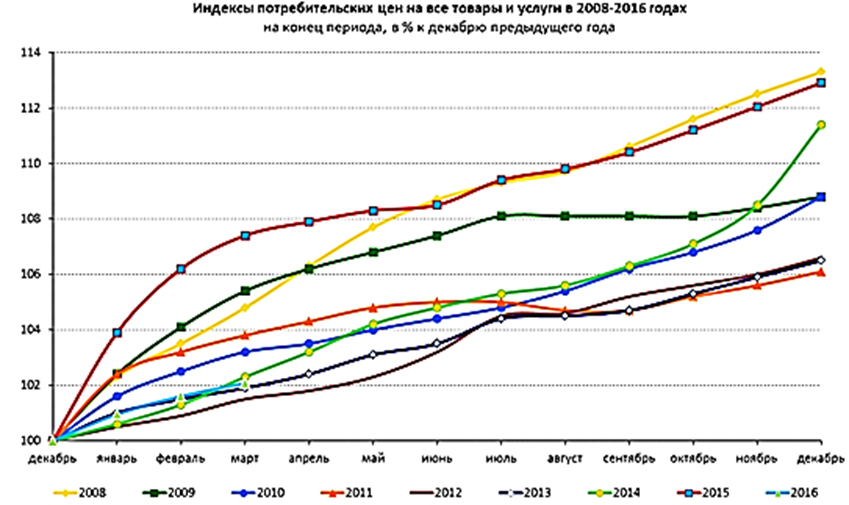 Индексы потребительских цен на все товары и услуги в 2008-2016 годах
на конец периода, в % к декабрю предыдущего года
114
112
110
108
106
104
102
100
декабрь январь февраль март апрель май июнь июль август сентябрь октябрь ноябрь декабрь
2008 2009 2010 2011 2012 2013 2014 2015 2016